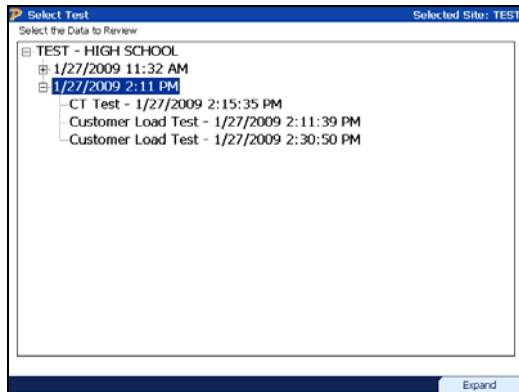 Select Test Selected Site: TEST
Select the Data to Review
TEST - HIGH SCHOOL
1/27/2009 11:32 AM
1/27/2009 2:11 PM
CT Test - 1/27/2009 2:15:35 PM
Customer Load Test - 1/27/2009 2:11:39 PM
Customer Load Test - 1/27/2009 2:30:50 PM
Expand